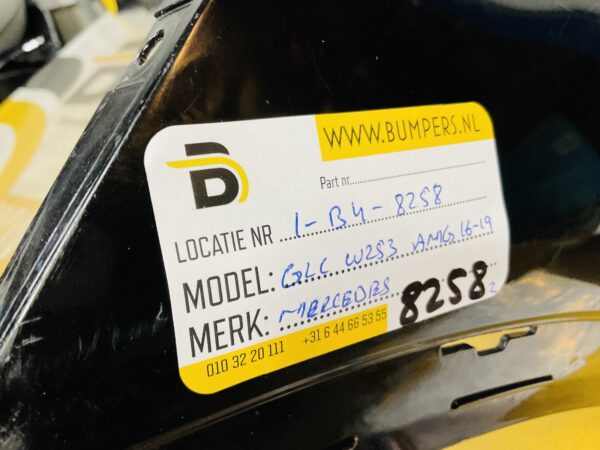 WWW.BUMPERS.NL
B
Part nr.
LOCATIE NR 1-B4-8258
MODEL: GLC W253 AMG 16-19
MERK: MERCEDES 8258 2
010 32 20 111 +31 6 44 66 53 55